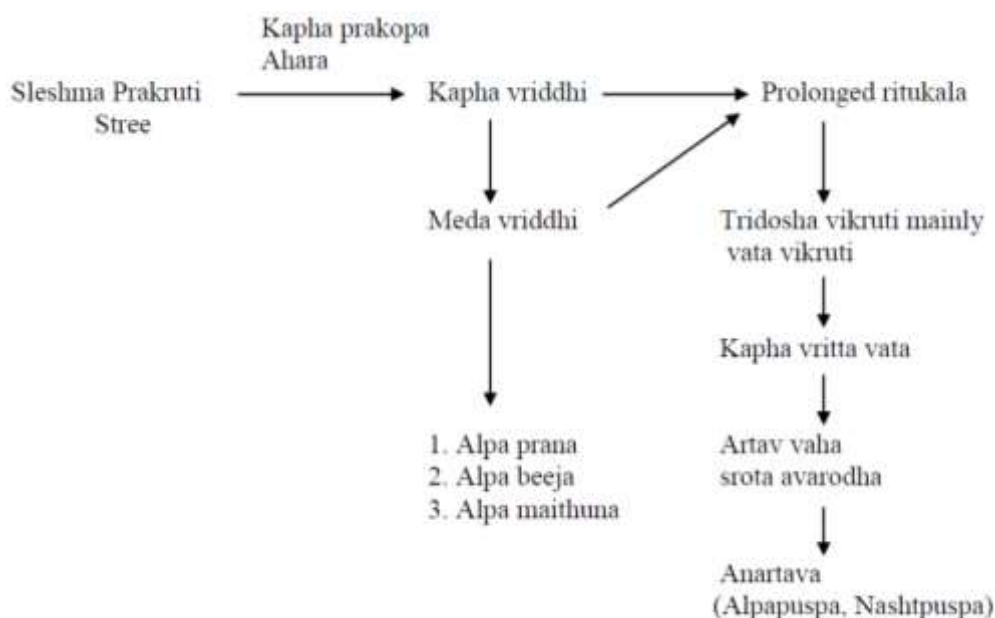 Kapha prakopa
Ahara
Sleshma Prakruti
Stree
Kapha vriddhi
Prolonged ritukala
Meda vriddhi
Tridosha vikruti mainly
vata vikruti
Kapha vritta vata
1. Alpa prana
2. Alpa beeja
3. Alpa maithuna
Artav vaha
srota avarodha
Anartava
(Alpapuspa, Nashtpuspa)